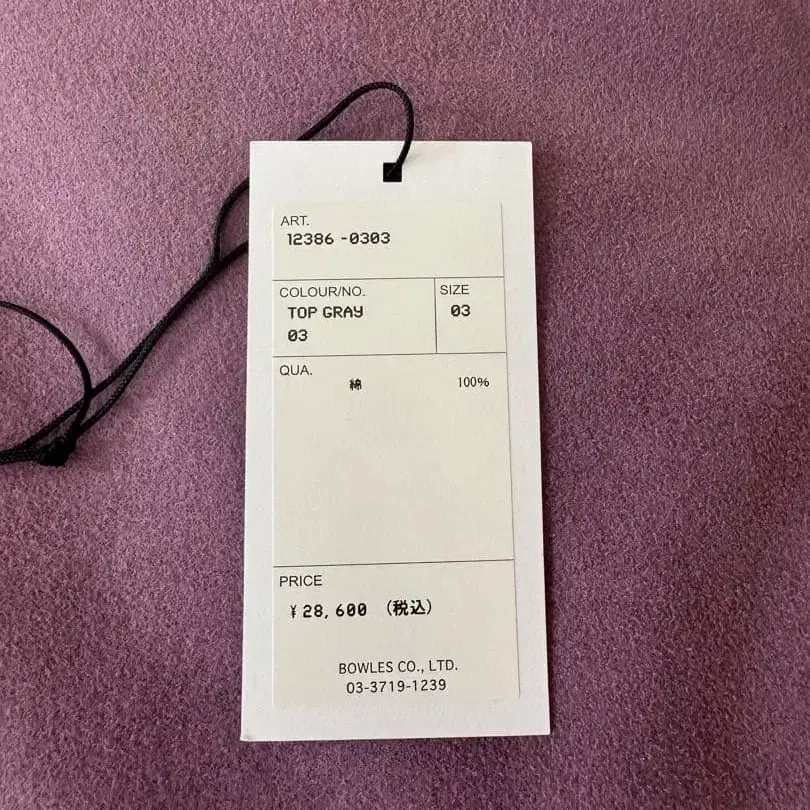 ART.
12386 -0303
COLOUR/NO.
TOP GRAY
03
SIZE
03
QUA.
綿 100%
PRICE
¥28,600 (税込)
BOWLES CO., LTD.
03-3719-1239